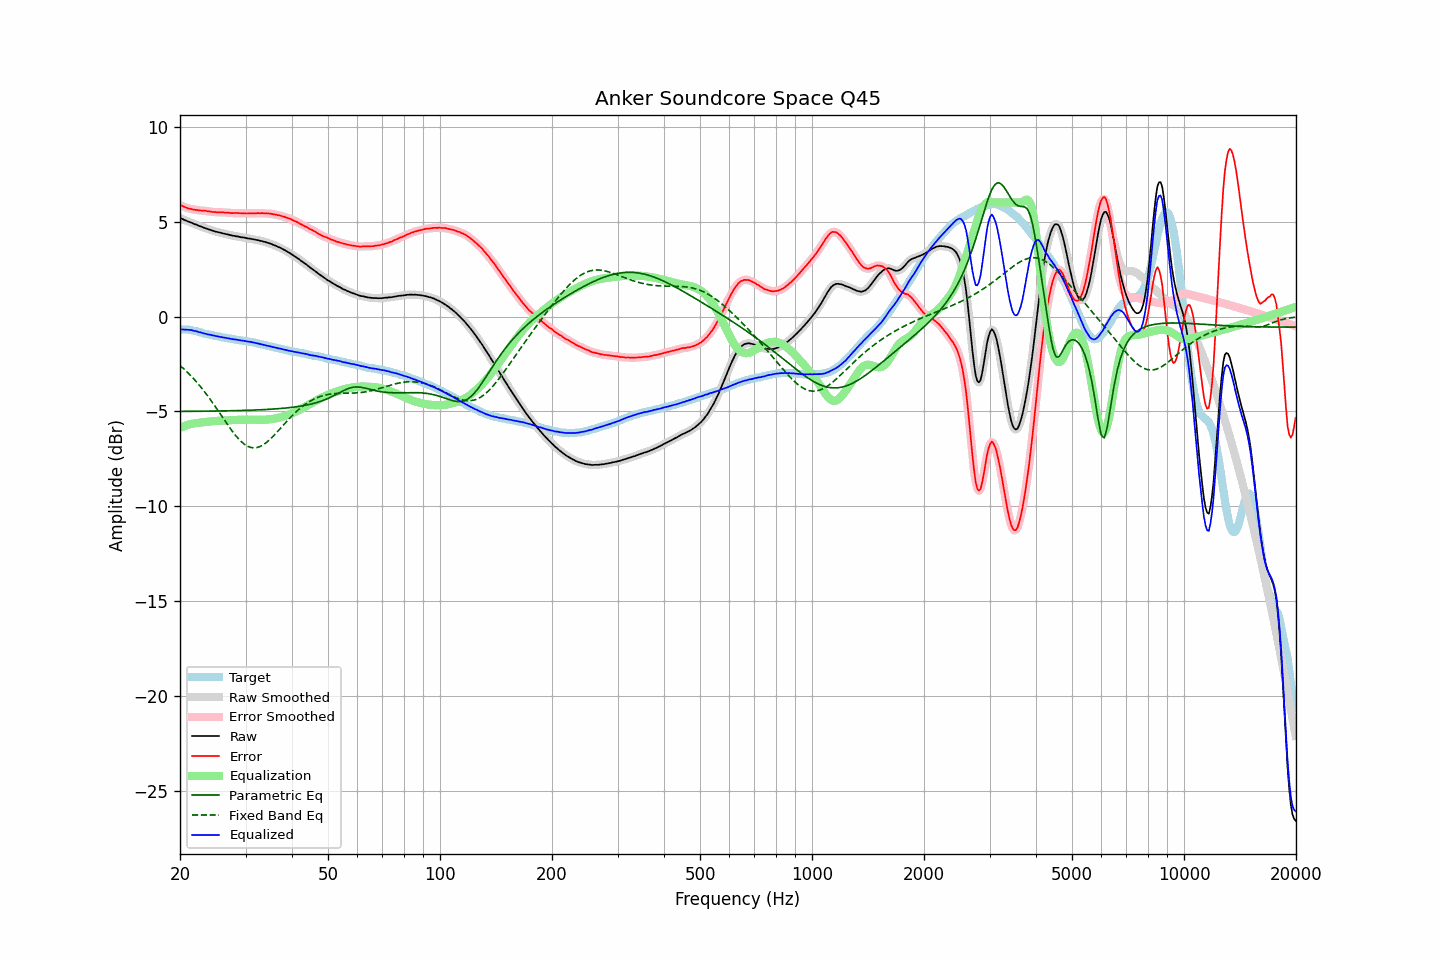 Anker Soundcore Space Q45
10
5
0
−5
−10
−15
−20
−25
Amplitude (dBr)
Target
Raw Smoothed
Error Smoothed
Raw
Error
Equalization
Parametric Eq
Fixed Band Eq
Equalized
20 50 100 200 500 1000 2000 5000 10000 20000
Frequency (Hz)